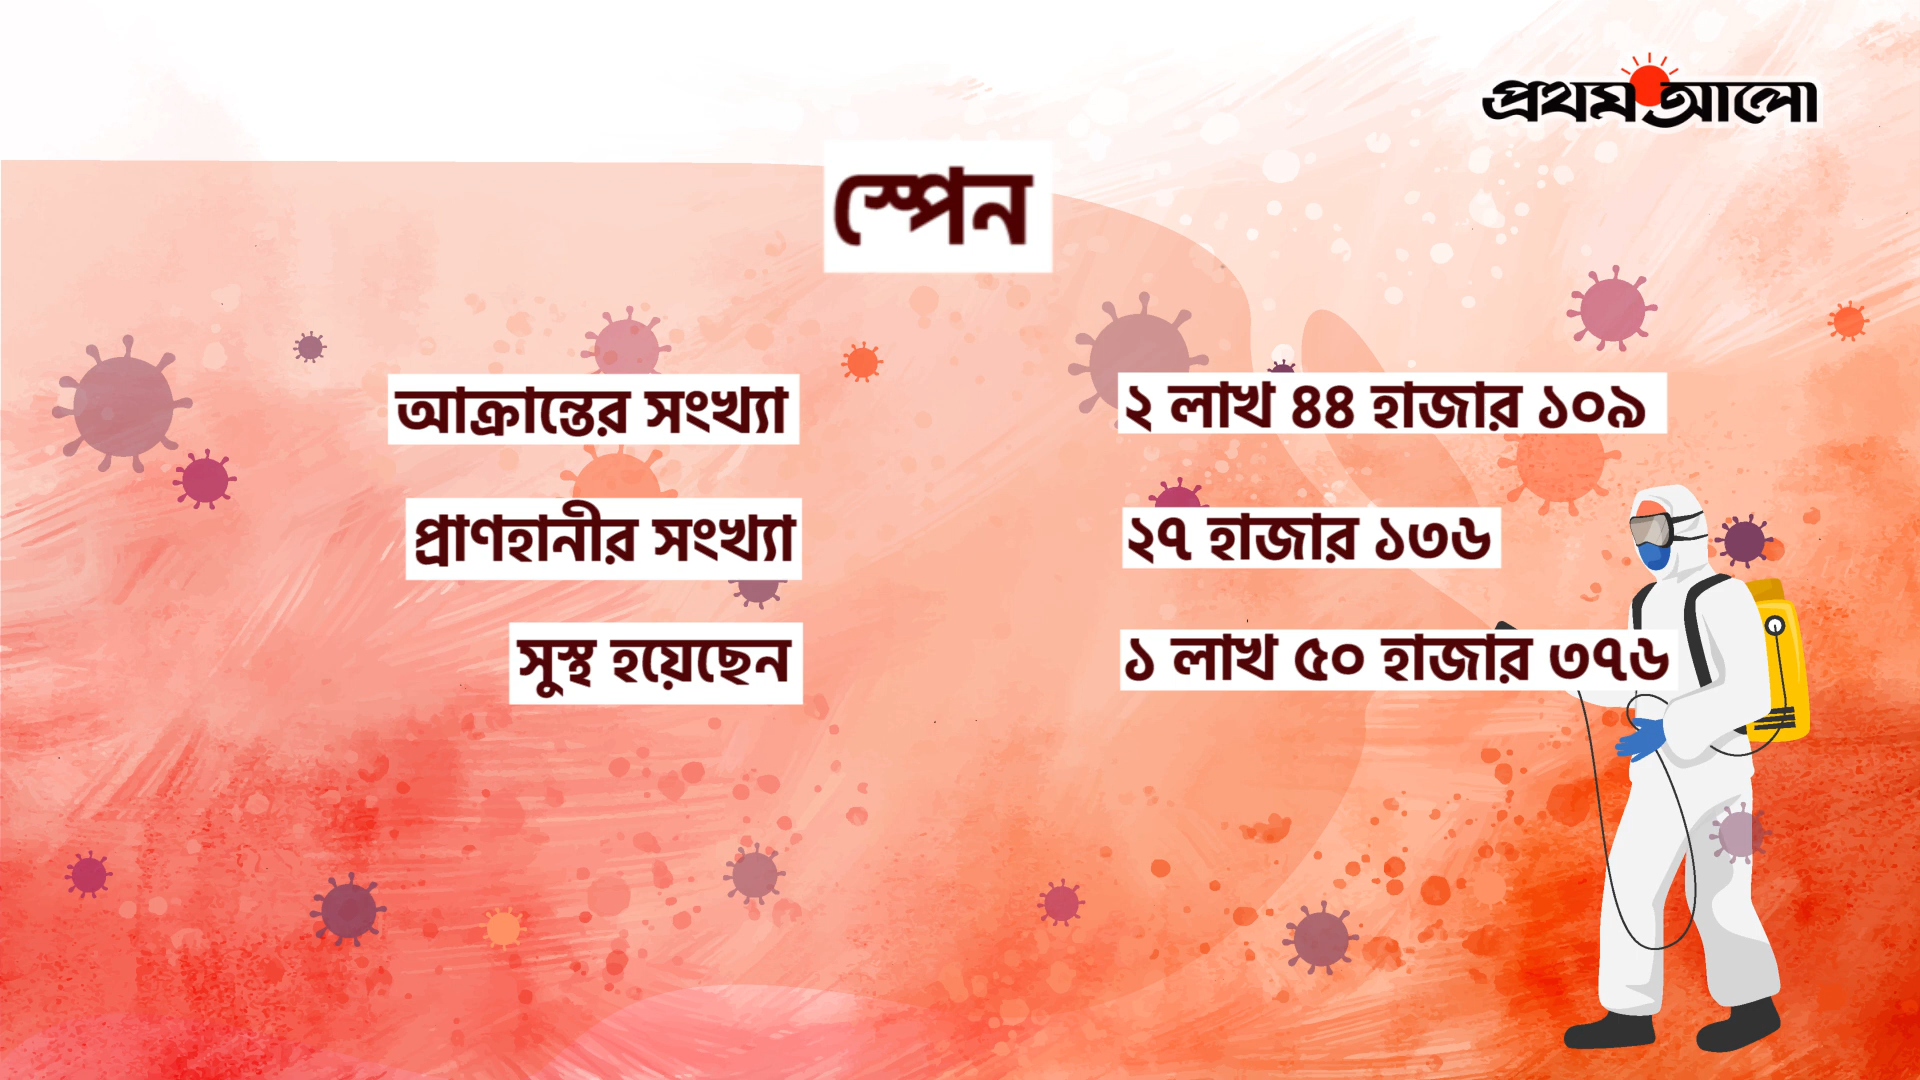 প্রথম আলো
স্পেন
আক্রান্তের সংখ্যা ২ লাখ ৪৪ হাজার ১০৯
প্রাণহানীর সংখ্যা ২৭ হাজার ১৩৬
সুস্থ হয়েছেন ১ লাখ ৫০ হাজার ৩৭৬